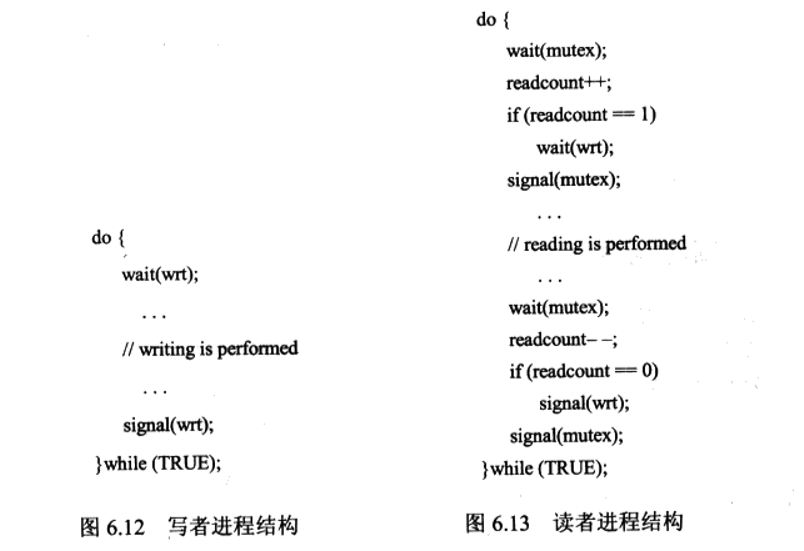 do {
wait(wrt);
. . .
// writing is performed
. . .
signal(wrt);
}while (TRUE);
图 6.12 写者进程结构
do {
wait(mutex);
readcount++;
if (readcount == 1)
wait(wrt);
signal(mutex);
. . .
// reading is performed
. . .
wait(mutex);
readcount– –;
if (readcount == 0)
signal(wrt);
signal(mutex);
}while (TRUE);
图 6.13 读者进程结构